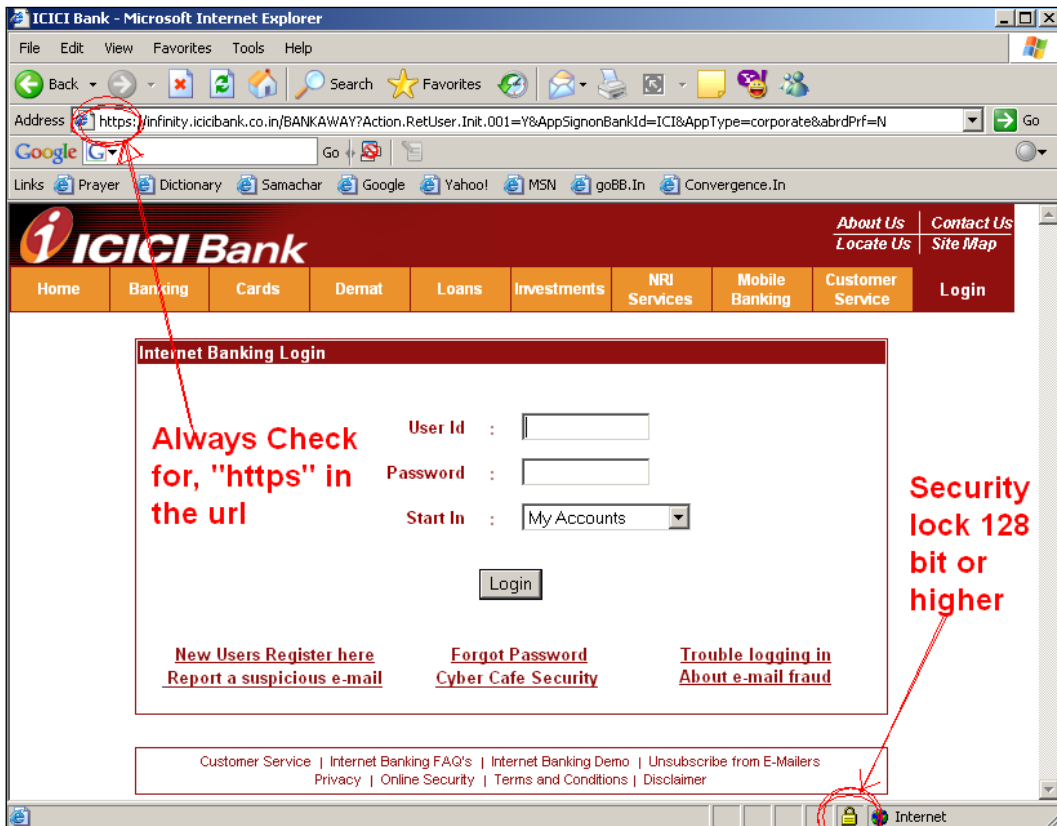 ICICI Bank - Microsoft Internet Explorer
File Edit View Favorites Tools Help
Back Search Favorites
Address https://infinity.icicibank.co.in/BANKAWAY?Action.RetUser.Init.001=Y&AppSignonBankId=ICI&AppType=corporate&abrdPrf=N Go
Google G Go
Links Prayer Dictionary Samachar Google Yahoo! MSN goBB.In Convergence.In
i ICICI Bank
About Us | Contact Us
Locate Us | Site Map
Home Banking Cards Demat Loans Investments NRI Services Mobile Banking Customer Service Login
Internet Banking Login
User Id :
Password :
Start In : My Accounts
Login
Always Check
for, "https" in
the url
Security
lock 128
bit or
higher
New Users Register here Forgot Password Trouble logging in
Report a suspicious e-mail Cyber Cafe Security About e-mail fraud
Customer Service | Internet Banking FAQ's | Internet Banking Demo | Unsubscribe from E-Mailers
Privacy | Online Security | Terms and Conditions | Disclaimer
Internet